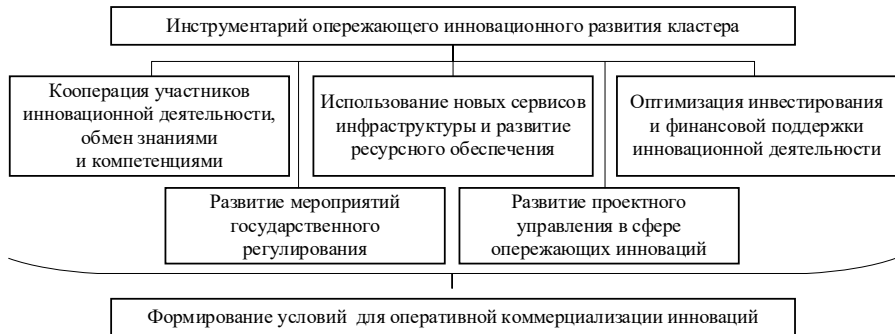 Инструментарий опережающего инновационного развития кластера
Кооперация участников
инновационной деятельности,
обмен знаниями
и компетенциями
Использование новых сервисов
инфраструктуры и развитие
ресурсного обеспечения
Оптимизация инвестирования
и финансовой поддержки
инновационной деятельности
Развитие мероприятий
государственного
регулирования
Развитие проектного
управления в сфере
опережающих инноваций
Формирование условий для оперативной коммерциализации инноваций